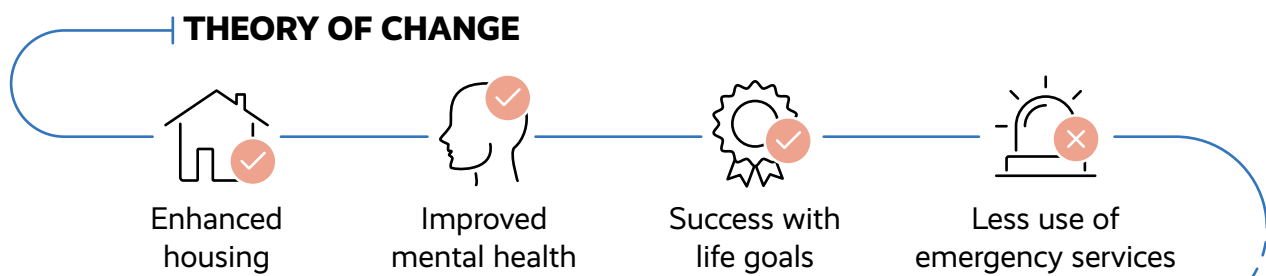 THEORY OF CHANGE
Enhanced
housing
Improved
mental health
Success with
life goals
Less use of
emergency services